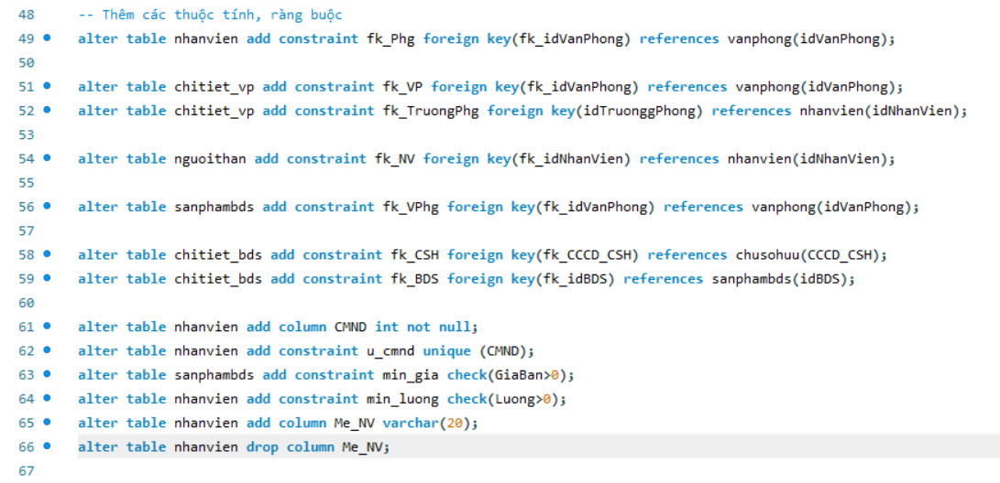 48 -- Thêm các thuộc tính, ràng buộc
49 alter table nhanvien add constraint fk_Phg foreign key(fk_idVanPhong) references vanphong(idVanPhong);
50
51 alter table chitiet_vp add constraint fk_VP foreign key(fk_idVanPhong) references vanphong(idVanPhong);
52 alter table chitiet_vp add constraint fk_TruongPhg foreign key(idTruonggPhong) references nhanvien(idNhanVien);
53
54 alter table nguoithan add constraint fk_NV foreign key(fk_idNhanVien) references nhanvien(idNhanVien);
55
56 alter table sanphambds add constraint fk_VPhg foreign key(fk_idVanPhong) references vanphong(idVanPhong);
57
58 alter table chitiet_bds add constraint fk_CSH foreign key(fk_CCCD_CSH) references chusohuu(CCCD_CSH);
59 alter table chitiet_bds add constraint fk_BDS foreign key(fk_idBDS) references sanphambds(idBDS);
60
61 alter table nhanvien add column CMND int not null;
62 alter table nhanvien add constraint u_cmnd unique (CMND);
63 alter table sanphambds add constraint min_gia check(GiaBan>0);
64 alter table nhanvien add constraint min_luong check(Luong>0);
65 alter table nhanvien add column Me_NV varchar(20);
66 alter table nhanvien drop column Me_NV;
67